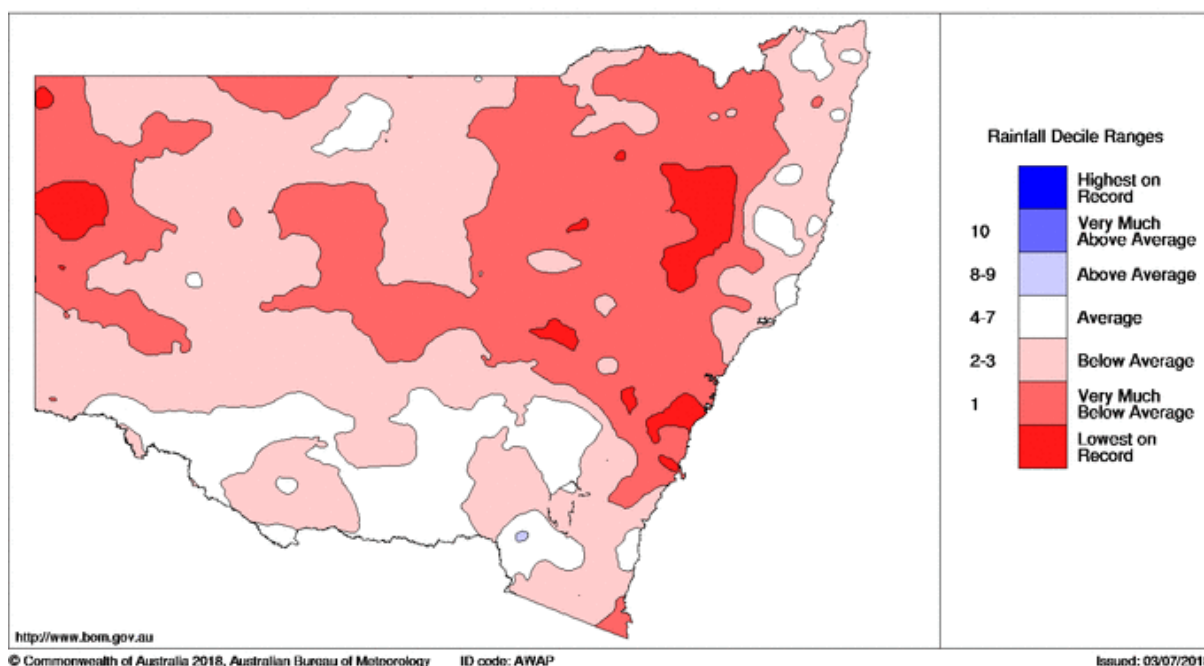 Rainfall Decile Ranges
Highest on
Record
10
Very Much
Above Average
8-9
Above Average
4-7
Average
2-3
Below Average
1
Very Much
Below Average
Lowest on
Record
http://www.bom.gov.au
© Commonwealth of Australia 2018, Australian Bureau of Meteorology
ID code: AWAP
Issued: